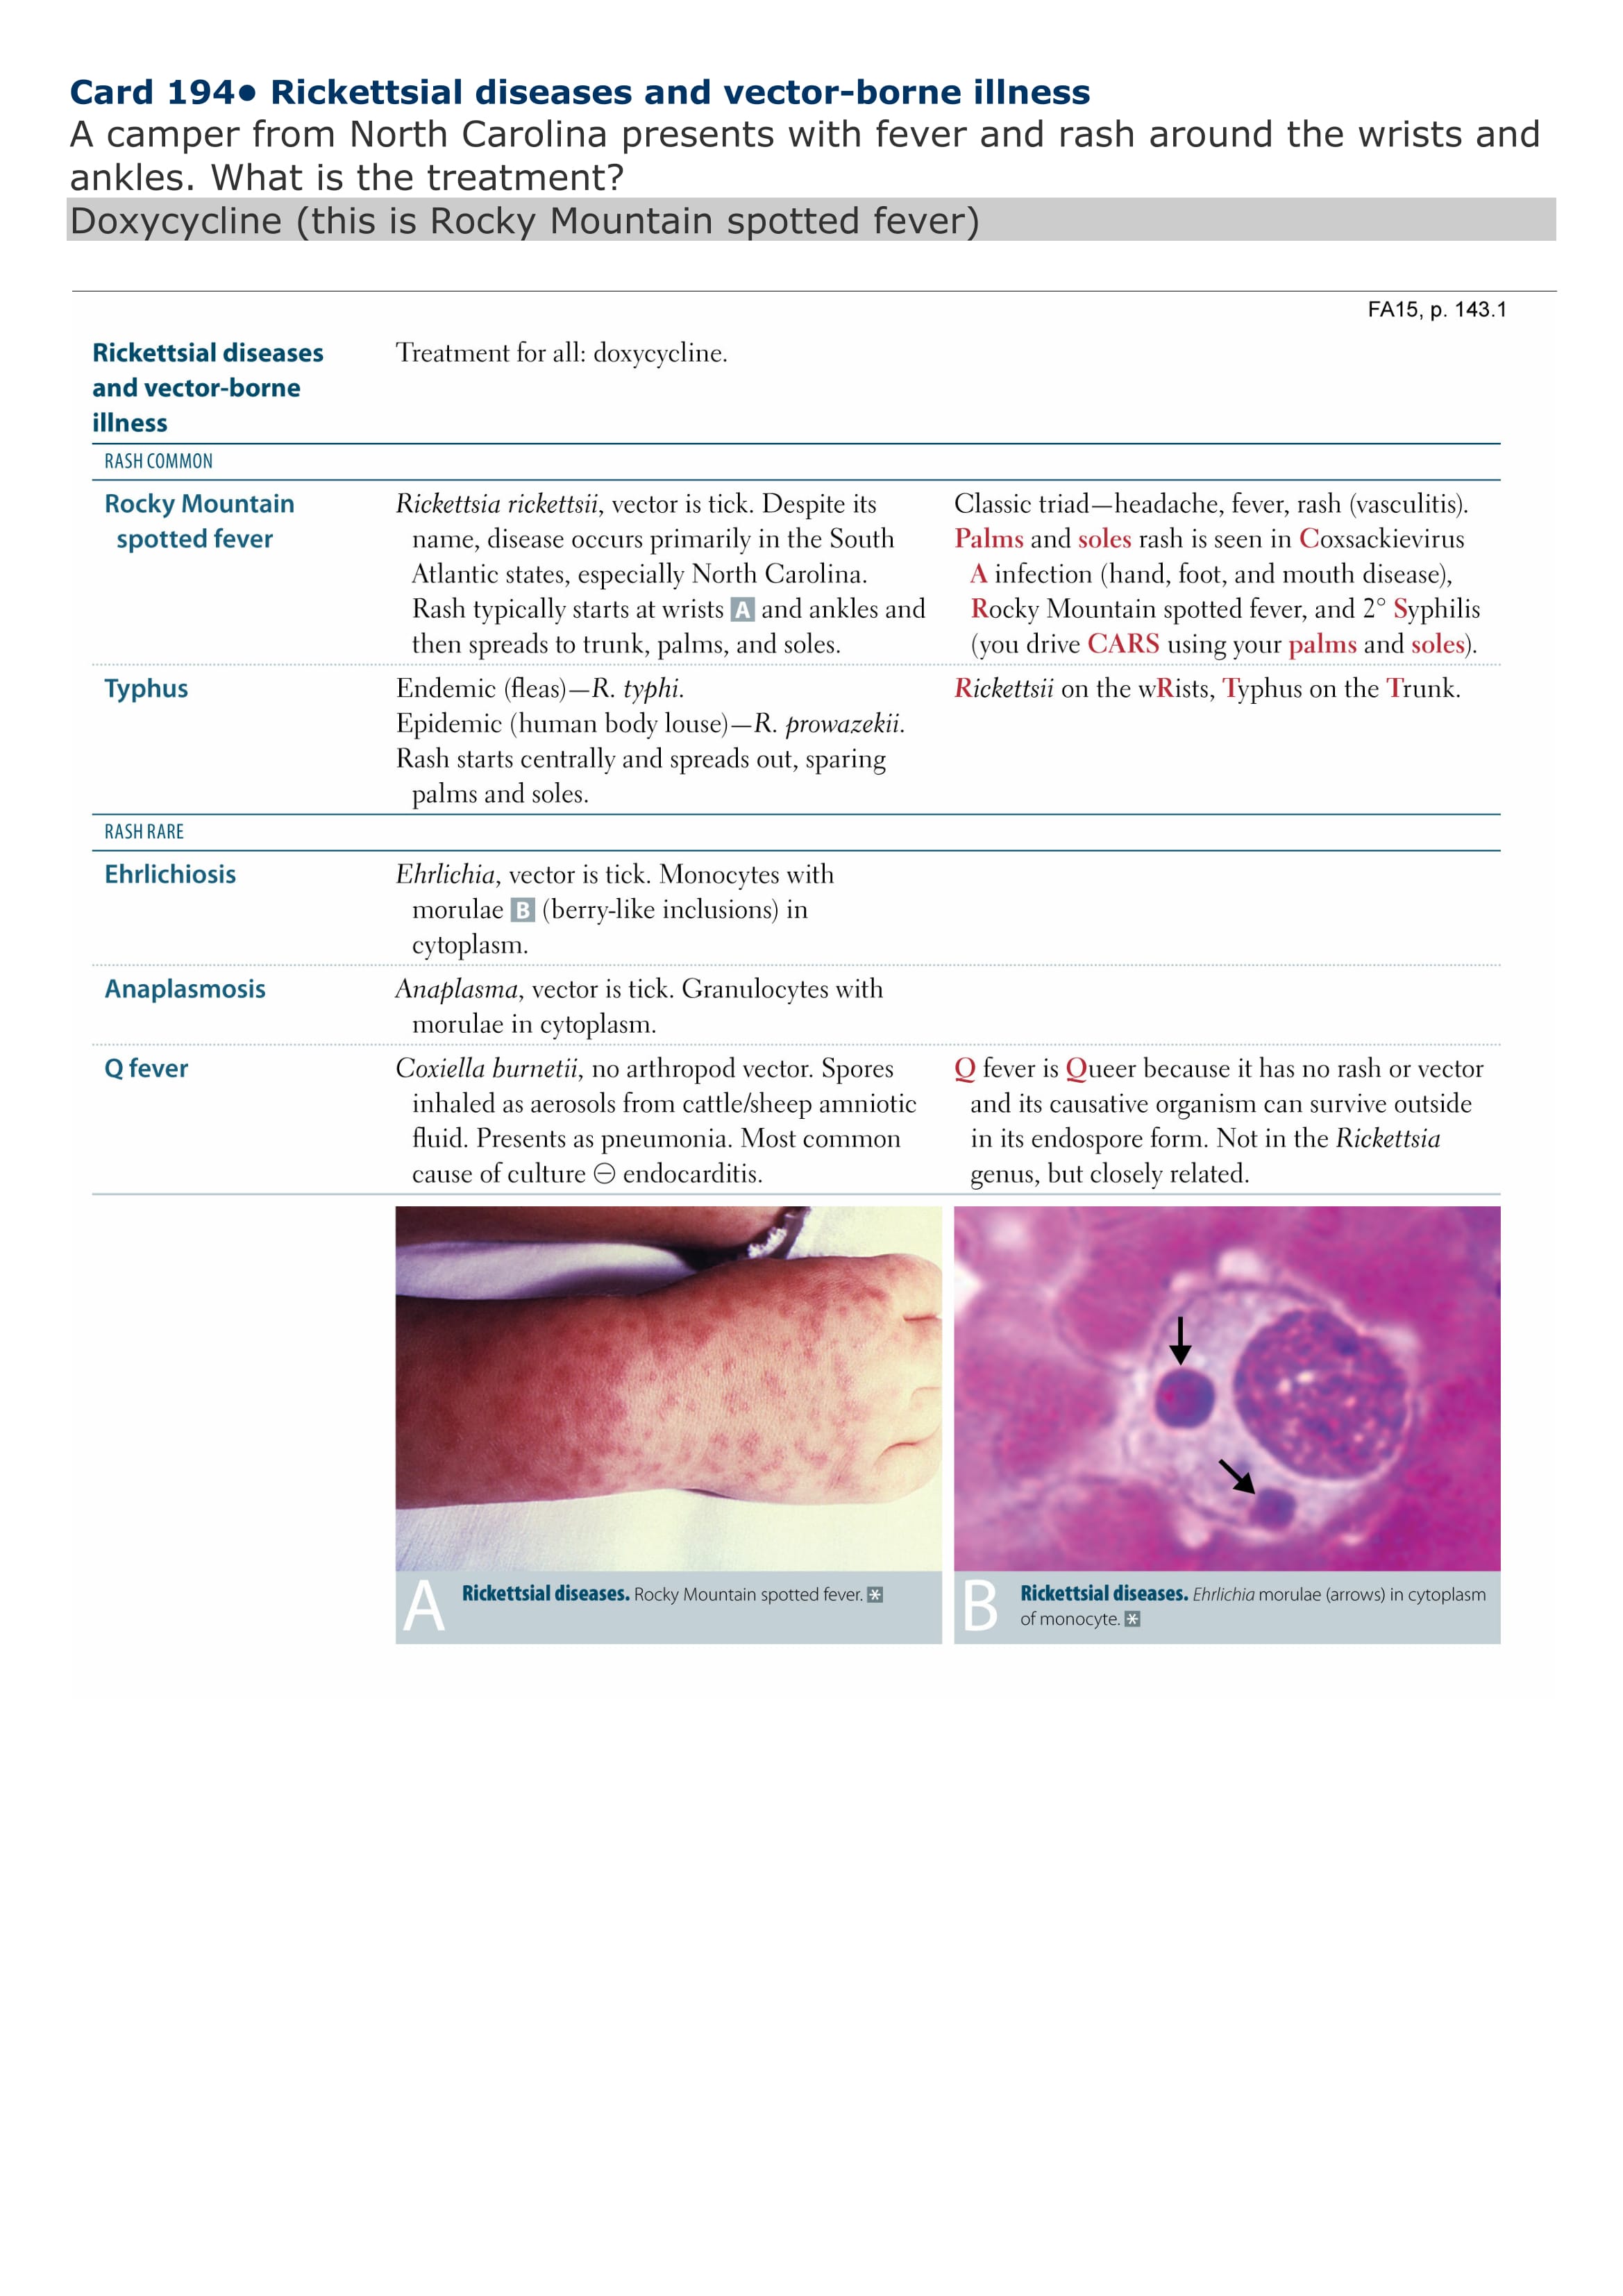 Card 194● Rickettsial diseases and vector-borne illness
A camper from North Carolina presents with fever and rash around the wrists and
ankles. What is the treatment?
Doxycycline (this is Rocky Mountain spotted fever)
FA15, p. 143.1
Rickettsial diseases
and vector-borne
illness
Treatment for all: doxycycline.
RASH COMMON
Rocky Mountain
spotted fever
Rickettsia rickettsii, vector is tick. Despite its
name, disease occurs primarily in the South
Atlantic states, especially North Carolina.
Rash typically starts at wrists A and ankles and
then spreads to trunk, palms, and soles.
Classic triad—headache, fever, rash (vasculitis).
Palms and soles rash is seen in Coxsackievirus
A infection (hand, foot, and mouth disease),
Rocky Mountain spotted fever, and 2° Syphilis
(you drive CARS using your palms and soles).
Typhus
Endemic (fleas)—R. typhi.
Epidemic (human body louse)—R. prowazekii.
Rash starts centrally and spreads out, sparing
palms and soles.
Rickettsii on the wRists, Typhus on the Trunk.
RASH RARE
Ehrlichiosis
Ehrlichia, vector is tick. Monocytes with
morulae B (berry-like inclusions) in
cytoplasm.
Anaplasmosis
Anaplasma, vector is tick. Granulocytes with
morulae in cytoplasm.
Q fever
Coxiella burnetii, no arthropod vector. Spores
inhaled as aerosols from cattle/sheep amniotic
fluid. Presents as pneumonia. Most common
cause of culture ⊖ endocarditis.
Q fever is Queer because it has no rash or vector
and its causative organism can survive outside
in its endospore form. Not in the Rickettsia
genus, but closely related.
A Rickettsial diseases. Rocky Mountain spotted fever. *
B Rickettsial diseases. Ehrlichia morulae (arrows) in cytoplasm
of monocyte. *